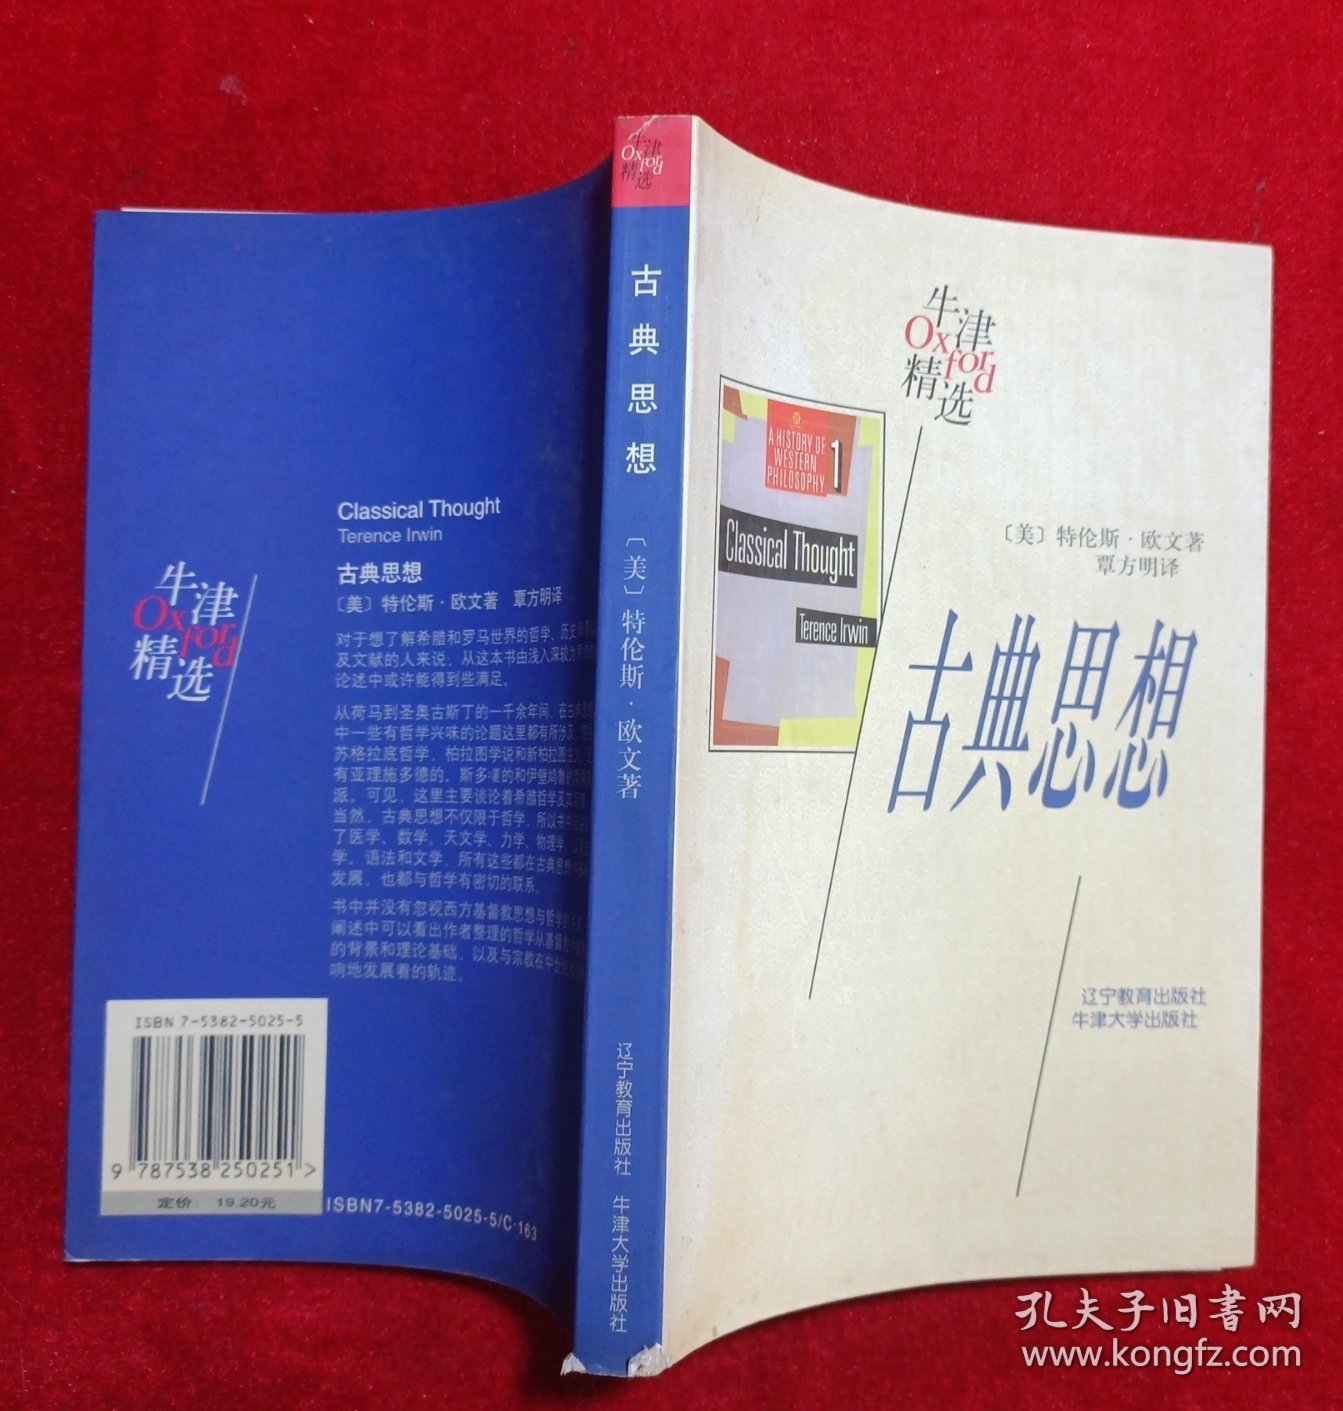 牛津
Oxford
精选
Classical Thought
Terence Irwin
古典思想
〔美〕特伦斯·欧文著 覃方明译
对于想了解希腊和罗马世界的哲学、历史
及文献的人来说，从这本书由浅入深较为
论述中或许能得到些满足。
从荷马到圣奥古斯丁的一千余年间，在古典思
中一些有哲学兴味的论题这里都有所涉及，
苏格拉底哲学，柏拉图学说和新柏拉图主义，
有亚理施多德的、斯多噶的和伊壁鸠鲁的
派。可见，这里主要谈论着希腊哲学及其
当然，古典思想不仅限于哲学，所以书中
了医学、数学、天文学、力学、物理学、
学、语法和文学，所有这些都在古典思想
发展，也都与哲学有密切的联系。
书中并没有忽视西方基督教思想与哲学的
阐述中可以看出作者整理的哲学从基督教
的背景和理论基础，以及与宗教在中世纪
响地发展着的轨迹。
ISBN 7-5382-5025-5
9 787538 250251 >
定价：19.20元
ISBN7-5382-5025-5/C·163
牛津
Oxford
精选
古典思想
〔美〕特伦斯·欧文著
辽宁教育出版社 牛津大学出版社
牛津
Oxford
精选
A HISTORY OF
WESTERN
PHILOSOPHY 1
Classical Thought
Terence Irwin
〔美〕特伦斯·欧文著
覃方明译
古典思想
辽宁教育出版社
牛津大学出版社
孔夫子旧书网
www.kongfz.com